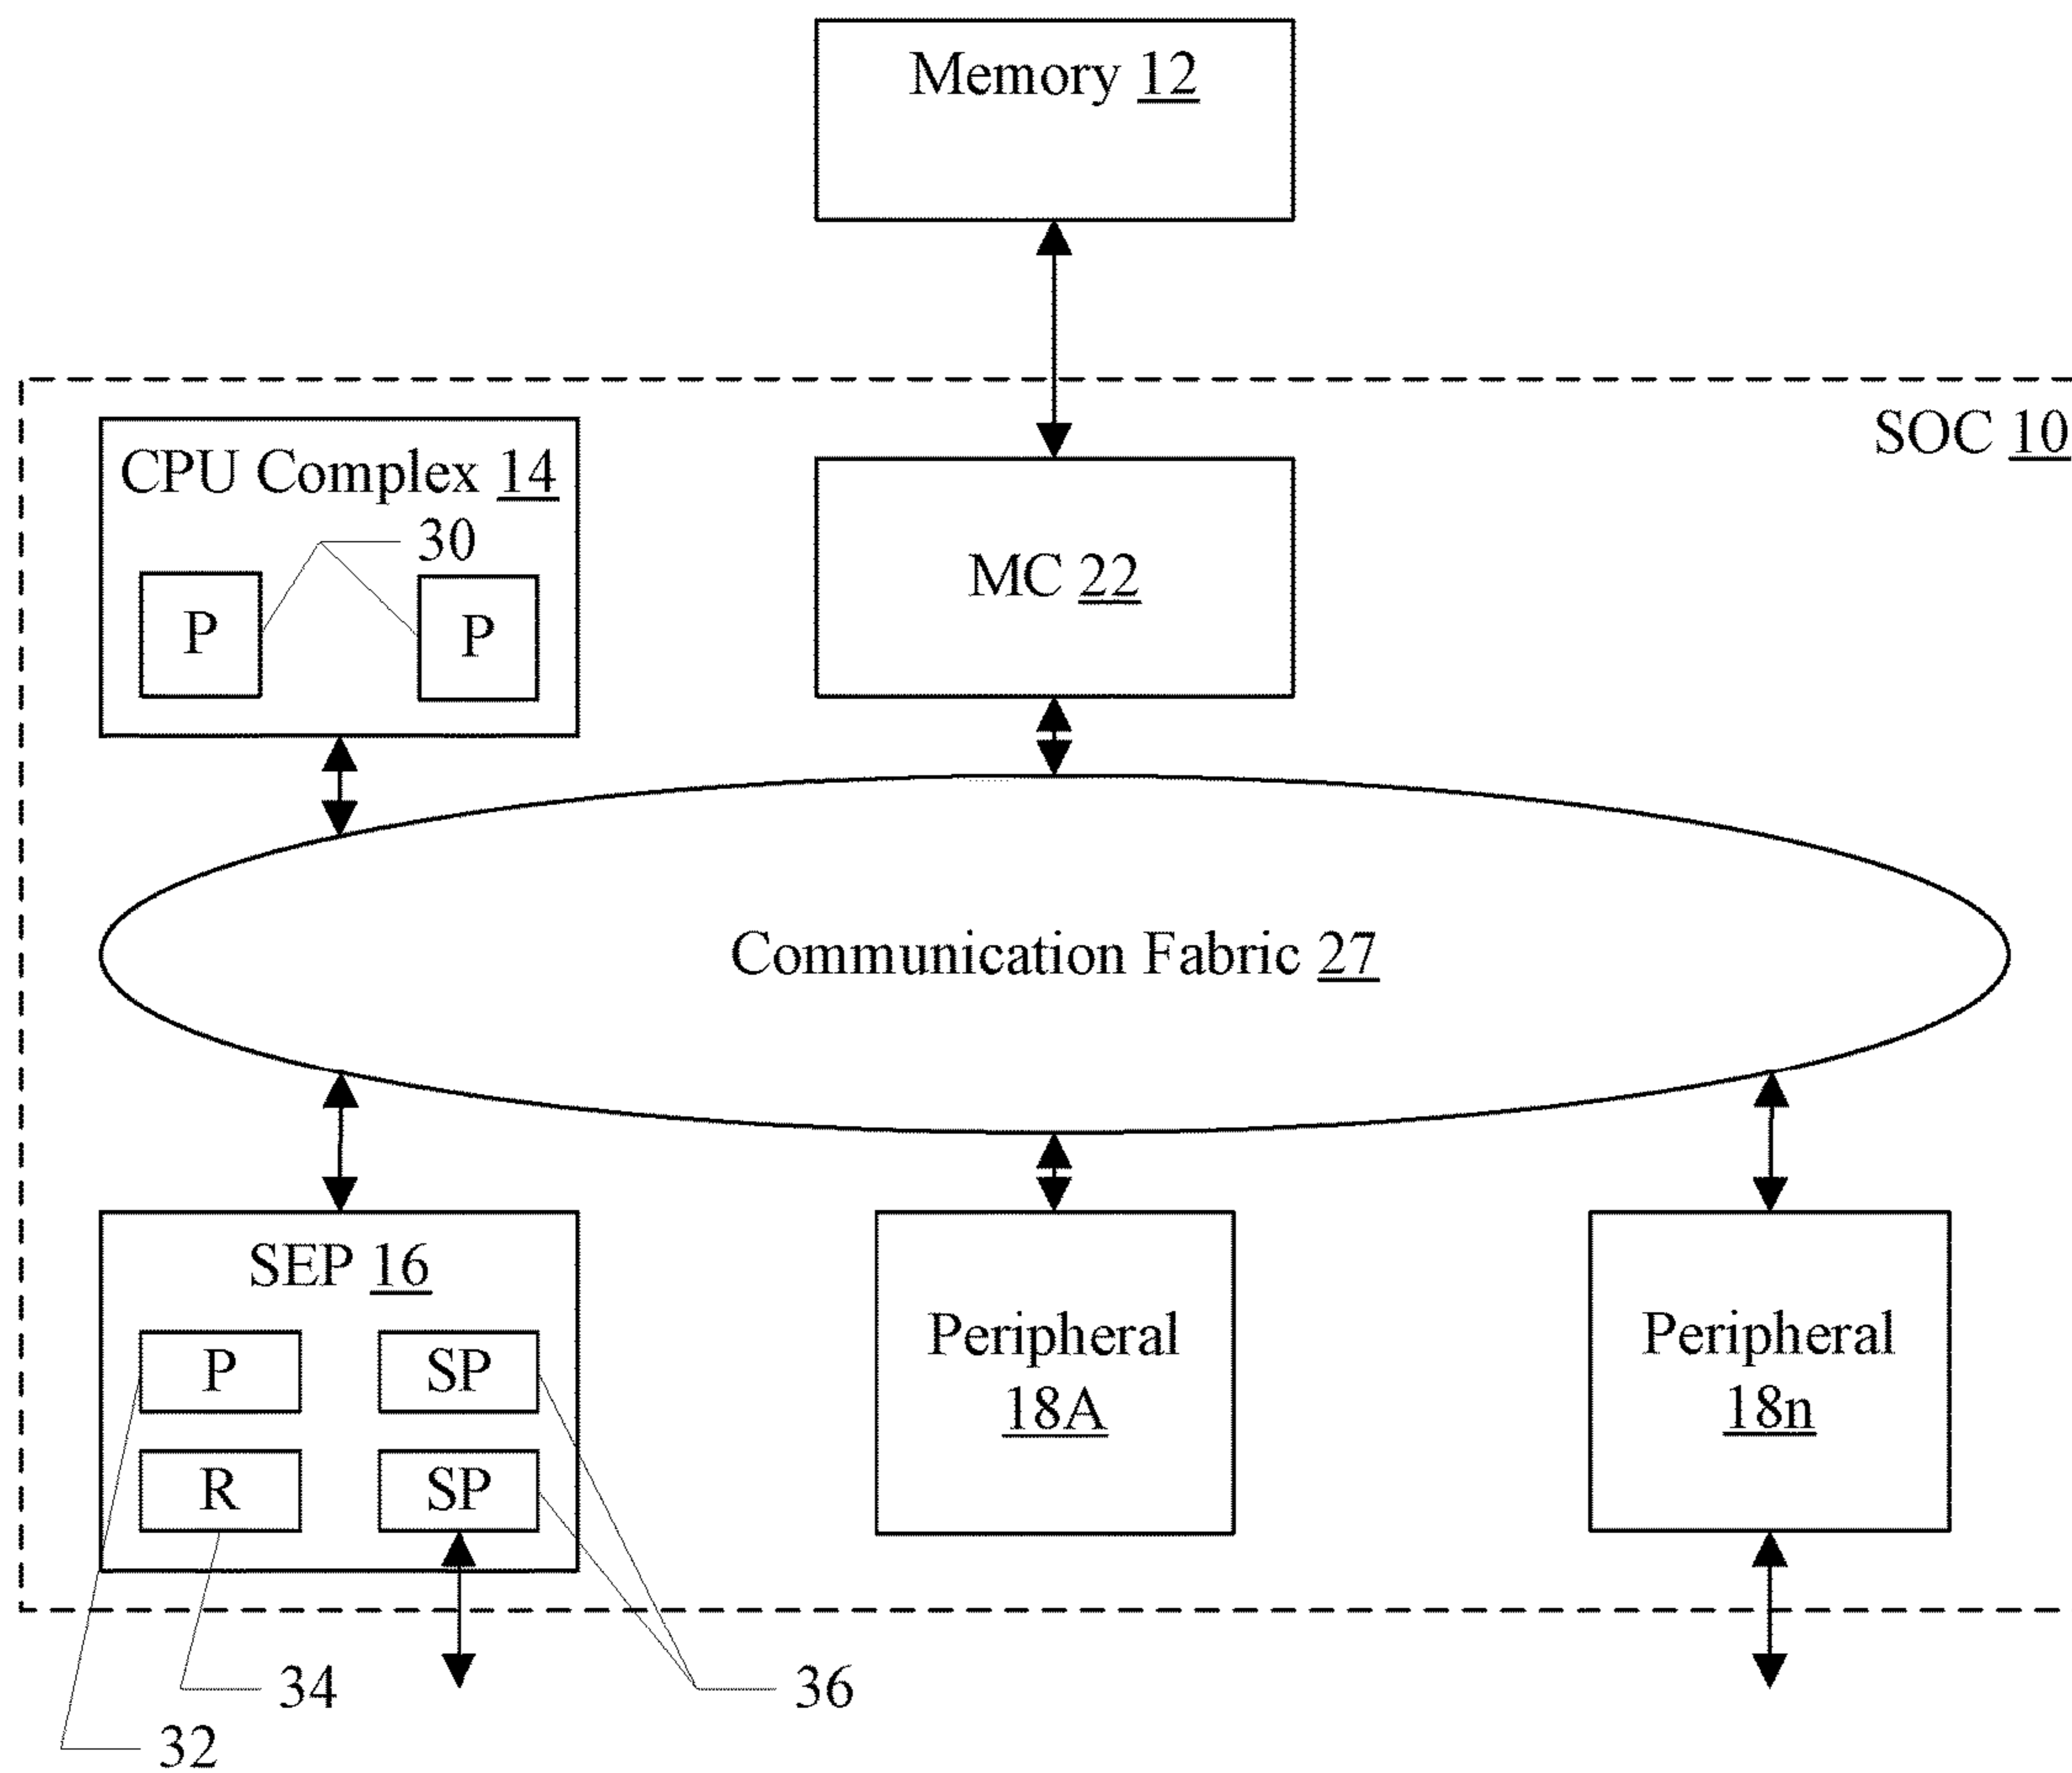 Memory 12
SOC 10
CPU Complex 14
30
P
P
MC 22
Communication Fabric 27
SEP 16
P
SP
R
SP
Peripheral
18A
Peripheral
18n
34
36
32